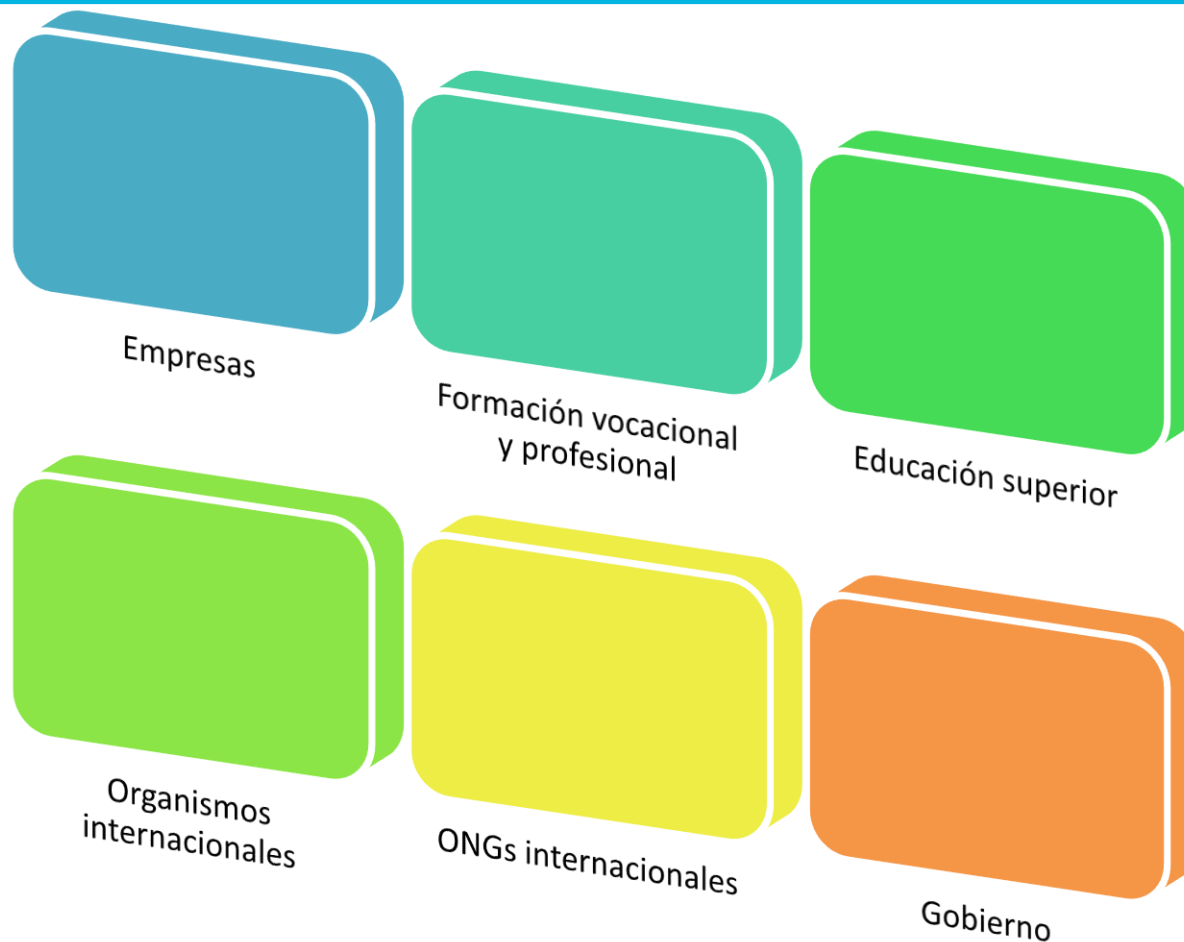 Empresas
Formación vocacional
y profesional
Educación superior
Organismos
internacionales
ONGs internacionales
Gobierno